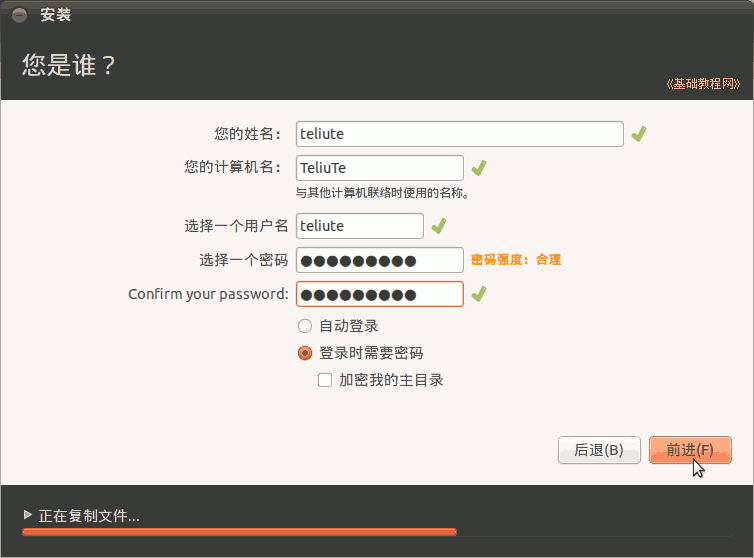 安装
您是谁？
《基础教程网》
您的姓名： teliute
您的计算机名： TeliuTe
与其他计算机联络时使用的名称。
选择一个用户名 teliute
选择一个密码 ●●●●●●●●● 密码强度：合理
Confirm your password: ●●●●●●●●●
自动登录
登录时需要密码
加密我的主目录
后退(B) 前进(F)
正在复制文件...